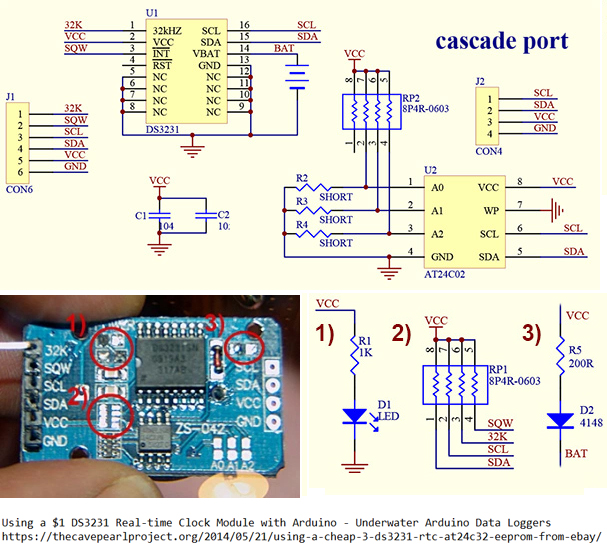 U1
cascade port
32K 1 32kHZ SCL 16 SCL
VCC 2 VCC SDA 15 SDA
SQW 3 INT VBAT 14 BAT
4 RST GND 13
5 NC NC 12
6 NC NC 11
7 NC NC 10
8 NC NC 9
DS3231
J1
1 32K
2 SQW
3 SCL
4 SDA
5 VCC
6 GND
CON6
VCC
C1 104
C2 10
VCC
8 7 6 5
RP2
8P4R-0603
1 2 3 4
J2
1 SCL
2 SDA
3 VCC
4 GND
CON4
R2 SHORT
R3 SHORT
R4 SHORT
U2
1 A0 VCC 8 VCC
2 A1 WP 7
3 A2 SCL 6 SCL
4 GND SDA 5 SDA
AT24C02
1)
2)
3)
32K
SQW
SCL
SDA
VCC
GND
DS3231SN
SCL
SDA
VCC
GND
ZS-042
A0 A1 A2
1)
VCC
R1
1K
D1
LED
2)
VCC
8 7 6 5
RP1
8P4R-0603
1 2 3 4
SQW
32K
SCL
SDA
3)
VCC
R5
200R
D2
4148
BAT
Using a $1 DS3231 Real-time Clock Module with Arduino - Underwater Arduino Data Loggers
https://thecavepearlproject.org/2014/05/21/using-a-cheap-3-ds3231-rtc-at24c32-eeprom-from-ebay/